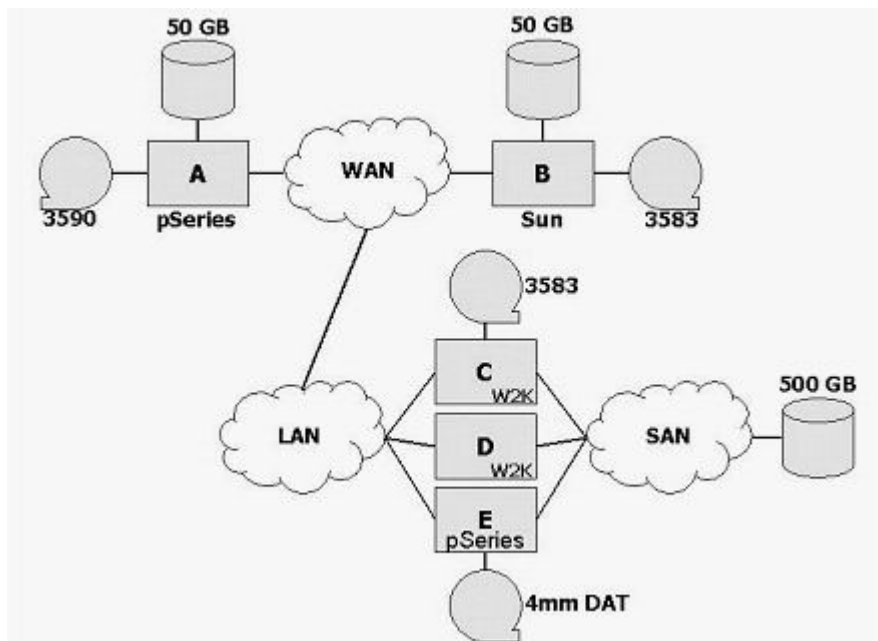 50 GB
50 GB
A
WAN
B
3590
pSeries
Sun
3583
3583
C
W2K
500 GB
LAN
D
W2K
SAN
E
pSeries
4mm DAT